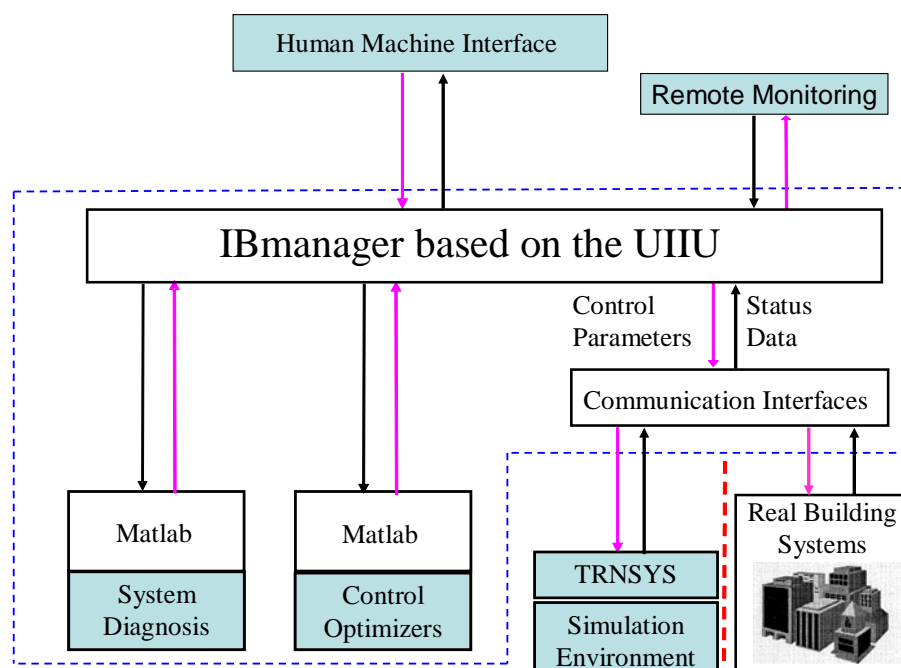 Human Machine Interface
Remote Monitoring
IBmanager based on the UIIU
Control
Parameters
Status
Data
Communication Interfaces
Matlab
System
Diagnosis
Matlab
Control
Optimizers
TRNSYS
Simulation
Environment
Real Building
Systems